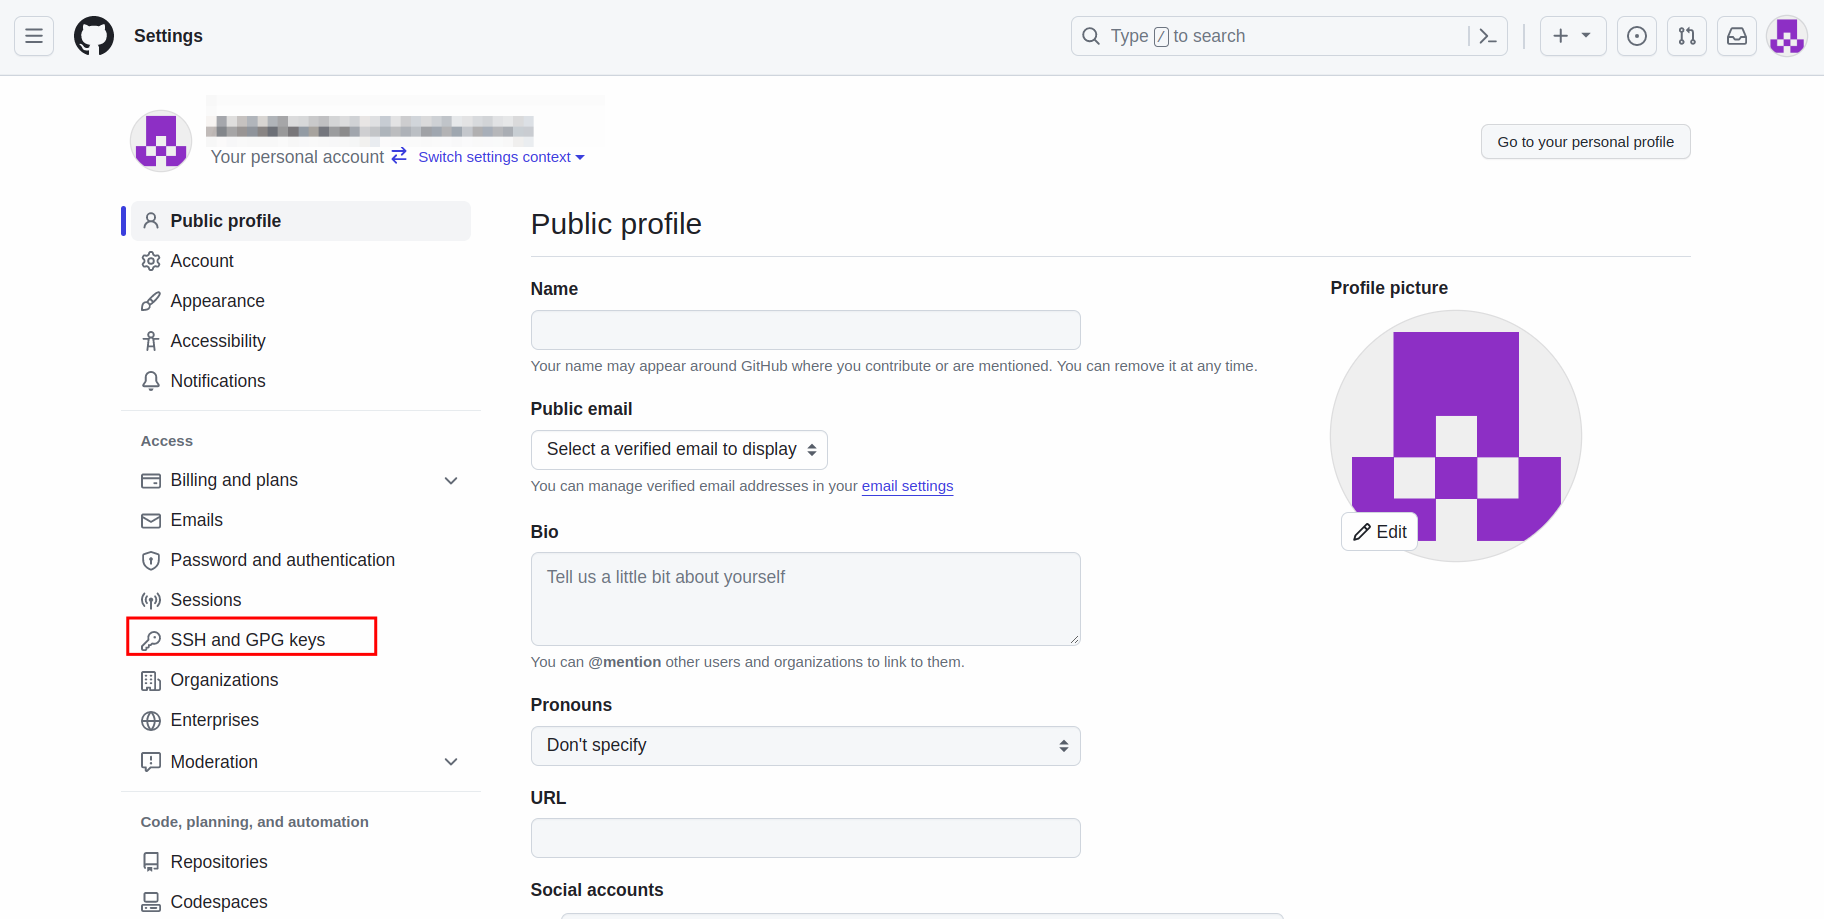 Settings
Type / to search
Your personal account Switch settings context
Go to your personal profile
Public profile
Account
Appearance
Accessibility
Notifications
Access
Billing and plans
Emails
Password and authentication
Sessions
SSH and GPG keys
Organizations
Enterprises
Moderation
Code, planning, and automation
Repositories
Codespaces
Public profile
Name
Your name may appear around GitHub where you contribute or are mentioned. You can remove it at any time.
Public email
Select a verified email to display
You can manage verified email addresses in your email settings
Bio
Tell us a little bit about yourself
You can @mention other users and organizations to link to them.
Pronouns
Don't specify
URL
Social accounts
Profile picture
Edit